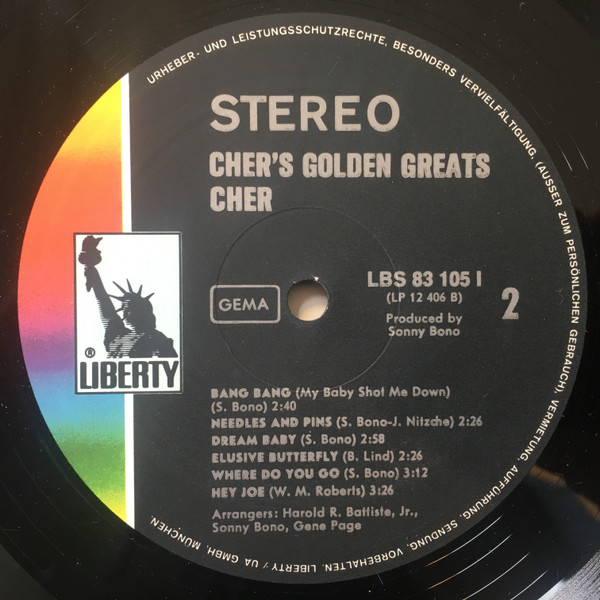 URHEBER- UND LEISTUNGSSCHUTZRECHTE, BESONDERS VERVIELFÄLTIGUNG, (AUSSER ZUM PERSÖNLICHEN GEBRAUCH), VERMIETUNG, AUFFÜHRUNG, SENDUNG, VORBEHALTEN. LIBERTY / UA GMBH, MÜNCHEN.
STEREO
CHER'S GOLDEN GREATS
CHER
LBS 83 105 I
(LP 12 406 B)
2
GEMA
Produced by
Sonny Bono
®
LIBERTY
BANG BANG (My Baby Shot Me Down)
(S. Bono) 2:40
NEEDLES AND PINS (S. Bono-J. Nitzche) 2:26
DREAM BABY (S. Bono) 2:58
ELUSIVE BUTTERFLY (B. Lind) 2:26
WHERE DO YOU GO (S. Bono) 3:12
HEY JOE (W. M. Roberts) 3:26
Arrangers: Harold R. Battiste, Jr.,
Sonny Bono, Gene Page